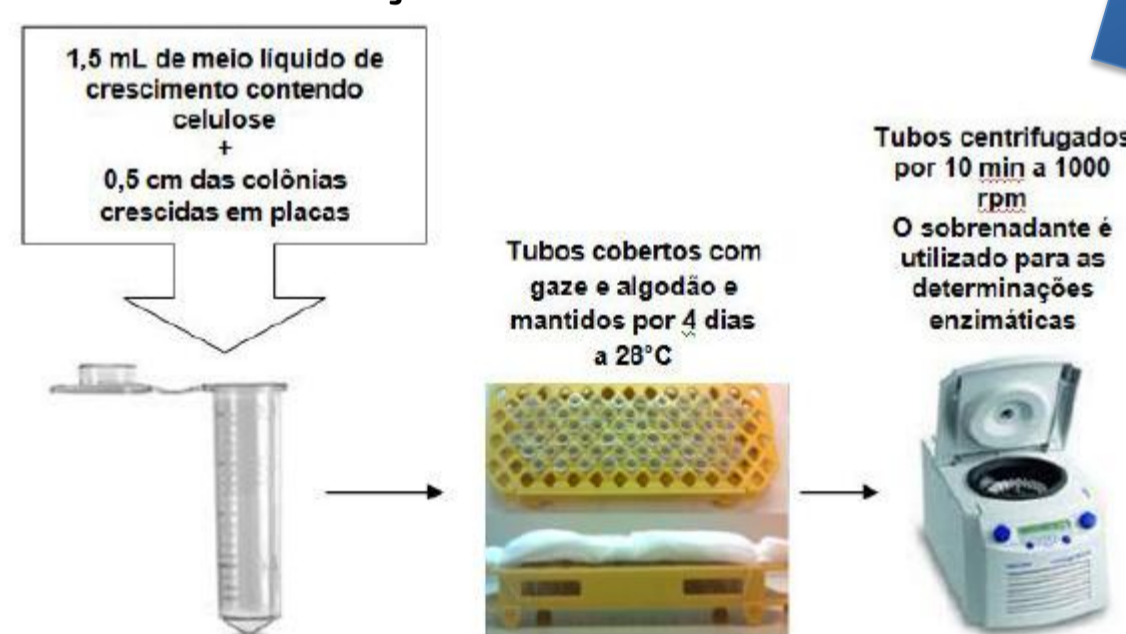 1,5 mL de meio líquido de
crescimento contendo
celulose
+
0,5 cm das colônias
crescidas em placas
Tubos cobertos com
gaze e algodão e
mantidos por 4 dias
a 28°C
Tubos centrifugados
por 10 min a 1000
rpm
O sobrenadante é
utilizado para as
determinações
enzimáticas